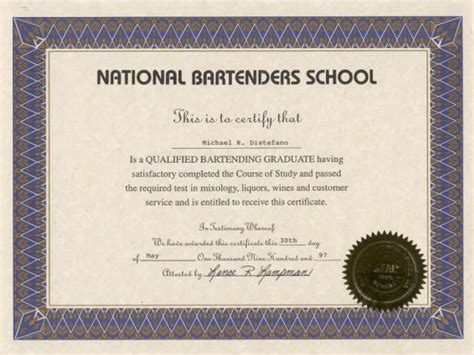 NATIONAL BARTENDERS SCHOOL
This is to certify that
Michael R. Distefano
Is a QUALIFIED BARTENDING GRADUATE having
satisfactory completed the Course of Study and passed
the required test in mixology, liquors, wines and customer
service and is entitled to receive this certificate.
In Testimony Whereof,
We have awarded this certificate this 30th day
of May One Thousand Nine Hundred 97
Attested by Lance R. Hampman